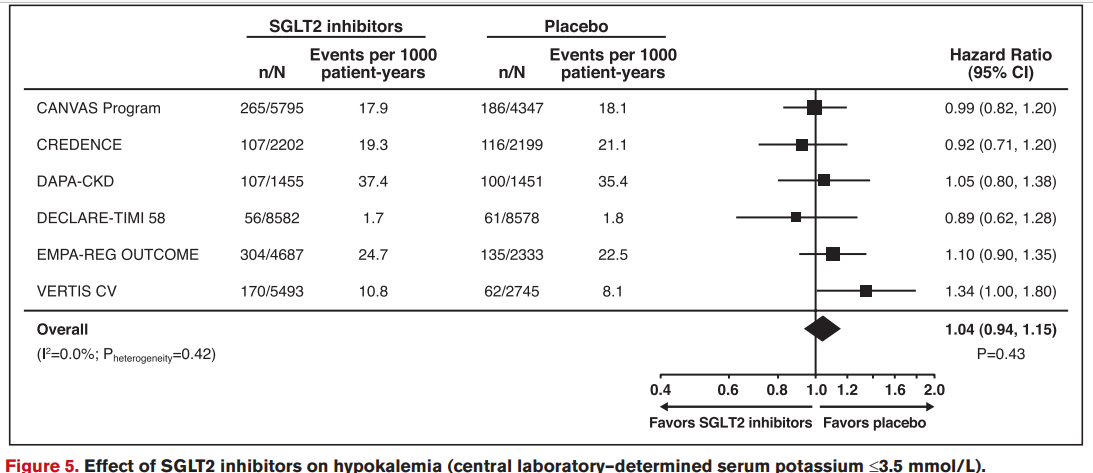 SGLT2 inhibitors Placebo
n/N Events per 1000 patient-years n/N Events per 1000 patient-years Hazard Ratio (95% CI)
CANVAS Program 265/5795 17.9 186/4347 18.1 0.99 (0.82, 1.20)
CREDENCE 107/2202 19.3 116/2199 21.1 0.92 (0.71, 1.20)
DAPA-CKD 107/1455 37.4 100/1451 35.4 1.05 (0.80, 1.38)
DECLARE-TIMI 58 56/8582 1.7 61/8578 1.8 0.89 (0.62, 1.28)
EMPA-REG OUTCOME 304/4687 24.7 135/2333 22.5 1.10 (0.90, 1.35)
VERTIS CV 170/5493 10.8 62/2745 8.1 1.34 (1.00, 1.80)
Overall 1.04 (0.94, 1.15)
(I²=0.0%; Pheterogeneity=0.42) P=0.43
0.4 0.6 0.8 1.0 1.2 1.6 2.0
Favors SGLT2 inhibitors Favors placebo
Figure 5. Effect of SGLT2 inhibitors on hypokalemia (central laboratory–determined serum potassium ≤3.5 mmol/L).